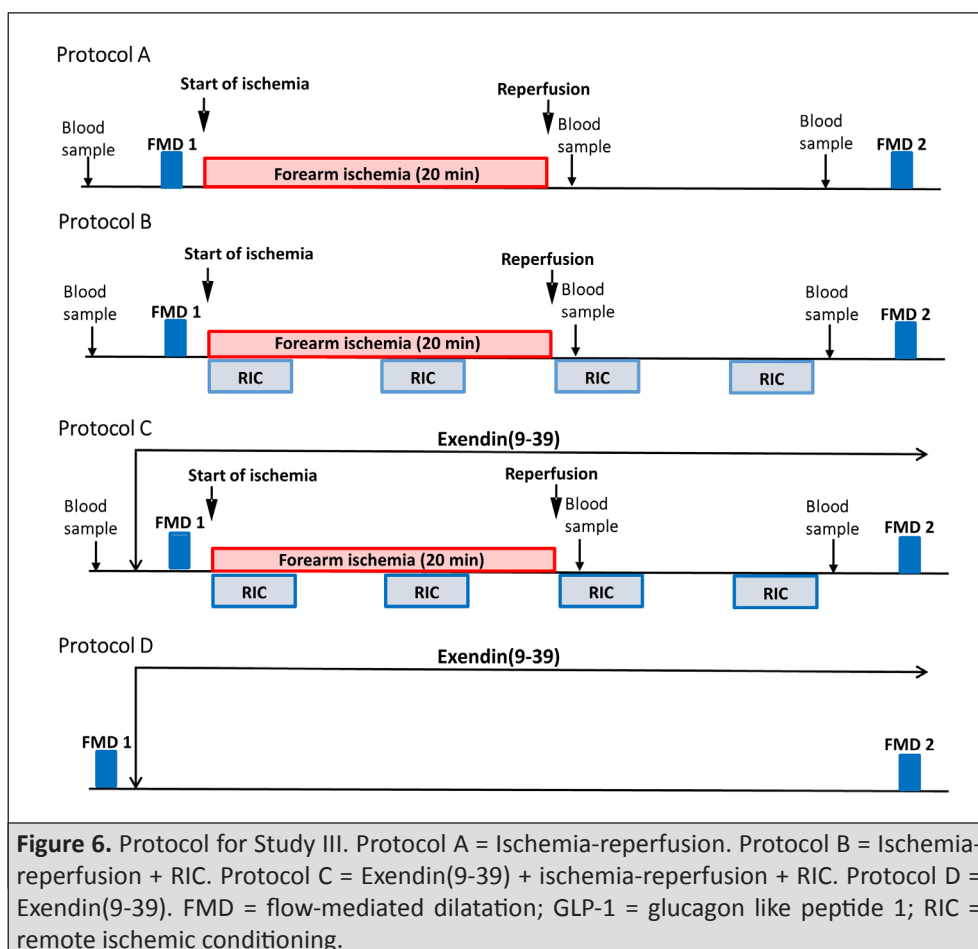 Protocol A
Start of ischemia
Reperfusion
Blood sample
FMD 1
Blood sample
Blood sample
FMD 2
Forearm ischemia (20 min)
Protocol B
Start of ischemia
Reperfusion
Blood sample
FMD 1
Blood sample
Blood sample
FMD 2
Forearm ischemia (20 min)
RIC RIC RIC RIC
Protocol C
Exendin(9-39)
Start of ischemia
Reperfusion
Blood sample
FMD 1
Blood sample
Blood sample
FMD 2
Forearm ischemia (20 min)
RIC RIC RIC RIC
Protocol D
Exendin(9-39)
FMD 1
FMD 2
Figure 6. Protocol for Study III. Protocol A = Ischemia-reperfusion. Protocol B = Ischemia-
reperfusion + RIC. Protocol C = Exendin(9-39) + ischemia-reperfusion + RIC. Protocol D =
Exendin(9-39). FMD = flow-mediated dilatation; GLP-1 = glucagon like peptide 1; RIC =
remote ischemic conditioning.